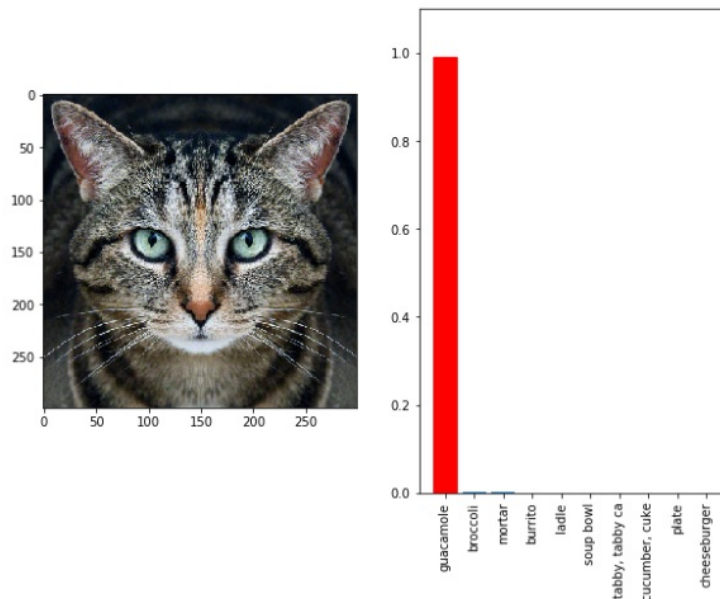 0
50
100
150
200
250
0 50 100 150 200 250
1.0
0.8
0.6
0.4
0.2
0.0
guacamole
broccoli
mortar
burrito
ladle
soup bowl
tabby, tabby ca
cucumber, cuke
plate
cheeseburger